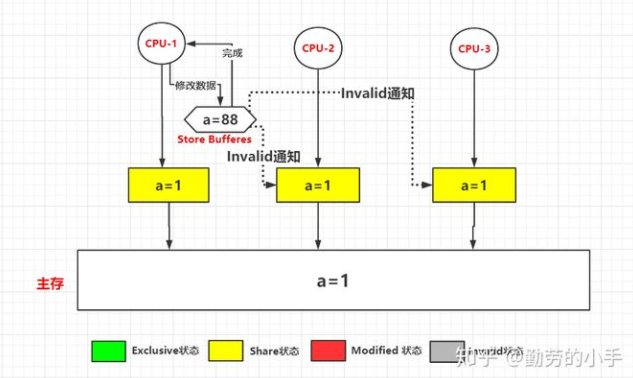 CPU-1
CPU-2
CPU-3
完成
修改数据
Invalid通知
a=88
Store Bufferes
Invalid通知
a=1
a=1
a=1
主存
a=1
Exclusive状态
Share状态
Modified 状态
Invalid状态
知乎 @勤劳的小手